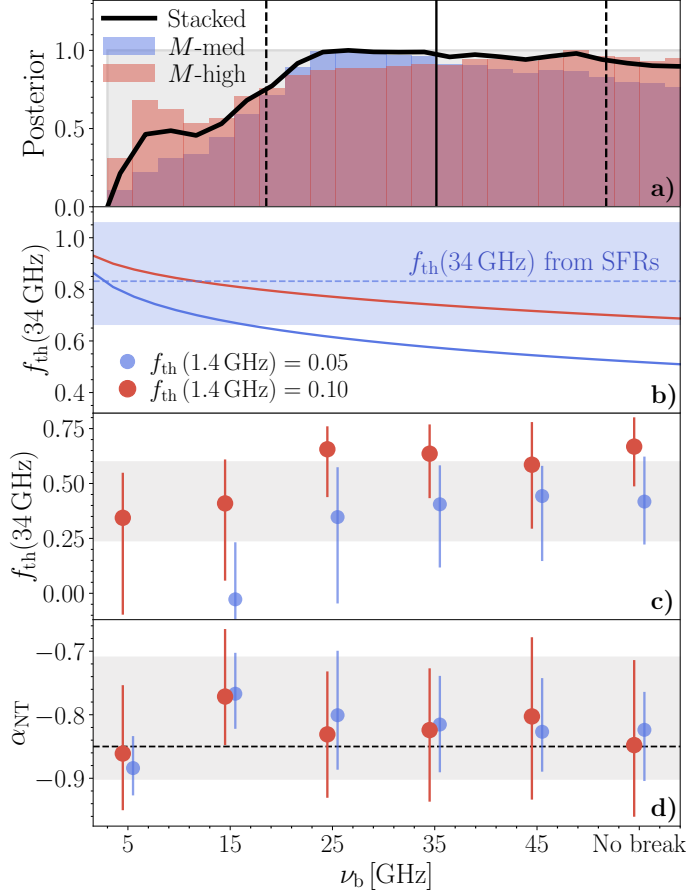 Stacked
M-med
M-high
Posterior
1.0
0.5
0.0
a)
f_th(34 GHz)
1.0
0.8
0.6
0.4
f_th(34 GHz) from SFRs
f_th (1.4 GHz) = 0.05
f_th (1.4 GHz) = 0.10
b)
f_th(34 GHz)
0.75
0.50
0.25
0.00
c)
α_NT
−0.7
−0.8
−0.9
d)
5 15 25 35 45 No break
ν_b [GHz]